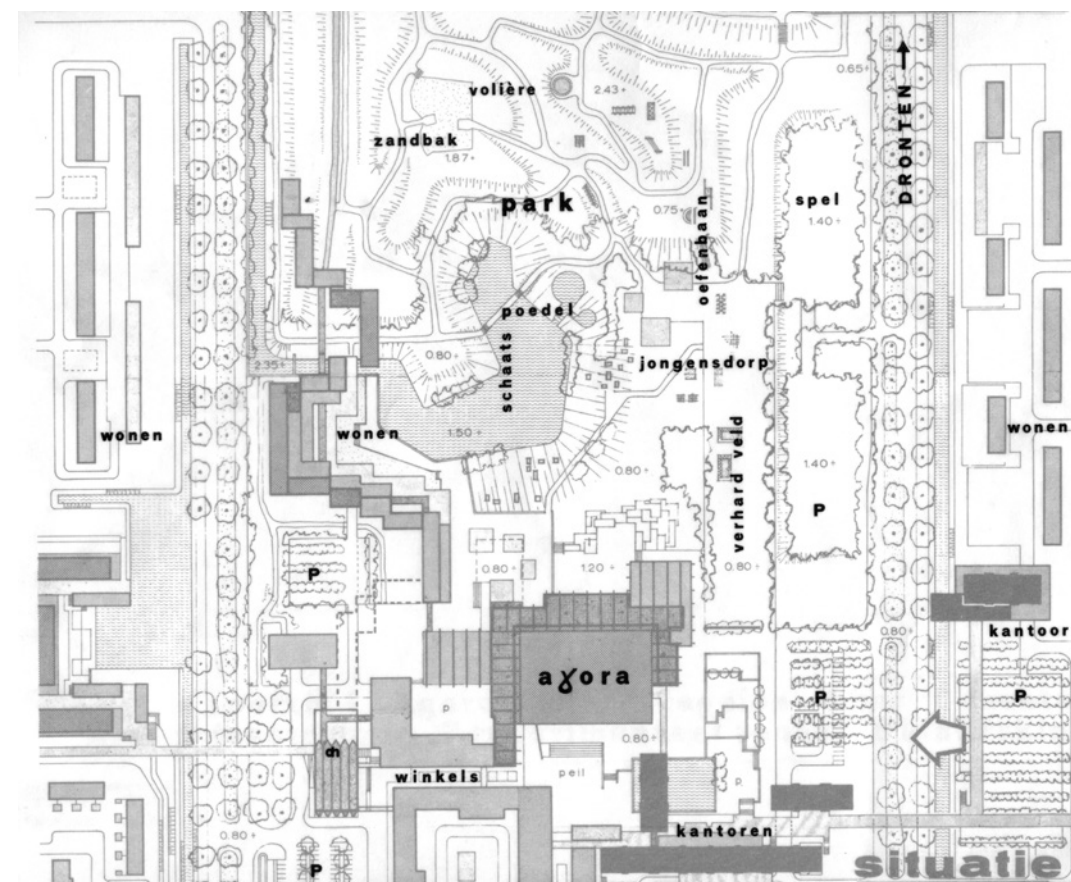 DRONTEN
0.65+
volière
2.43+
zandbak
1.87+
park
0.75+
spel
1.40+
oefenbaan
poedel
schaats
0.80+
2.35+
jongensdorp
wonen
wonen
1.50+
wonen
0.80+
verhard veld
1.40+
P
P
0.80+
1.20+
0.80+
0.80+
kantoor
aɣora
P
P
p.
0.80+
peil
p.
winkels
kantoren
0.80+
P
situatie